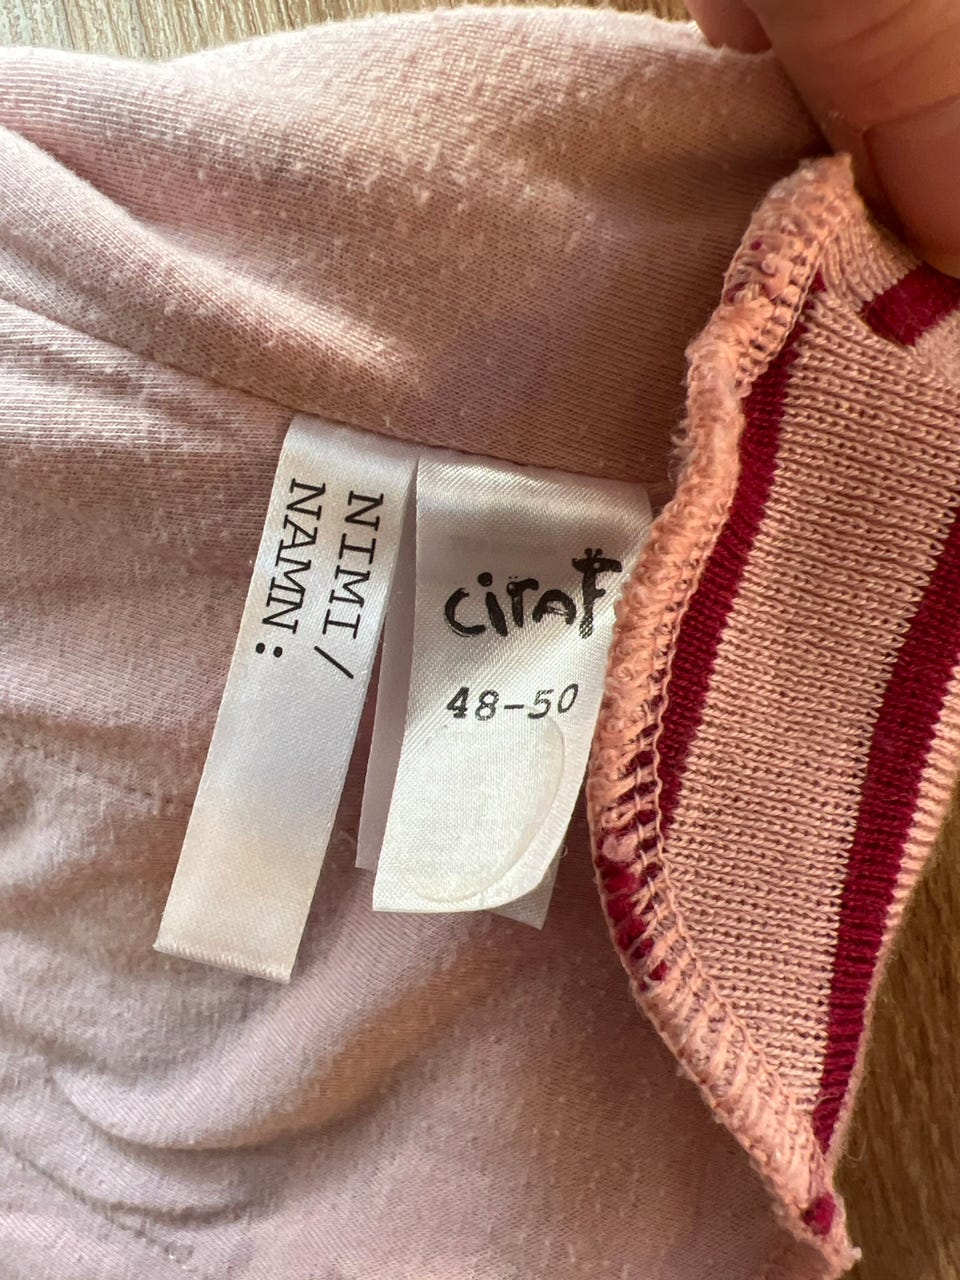 NIMI /
NAMN:
ciraf
48-50